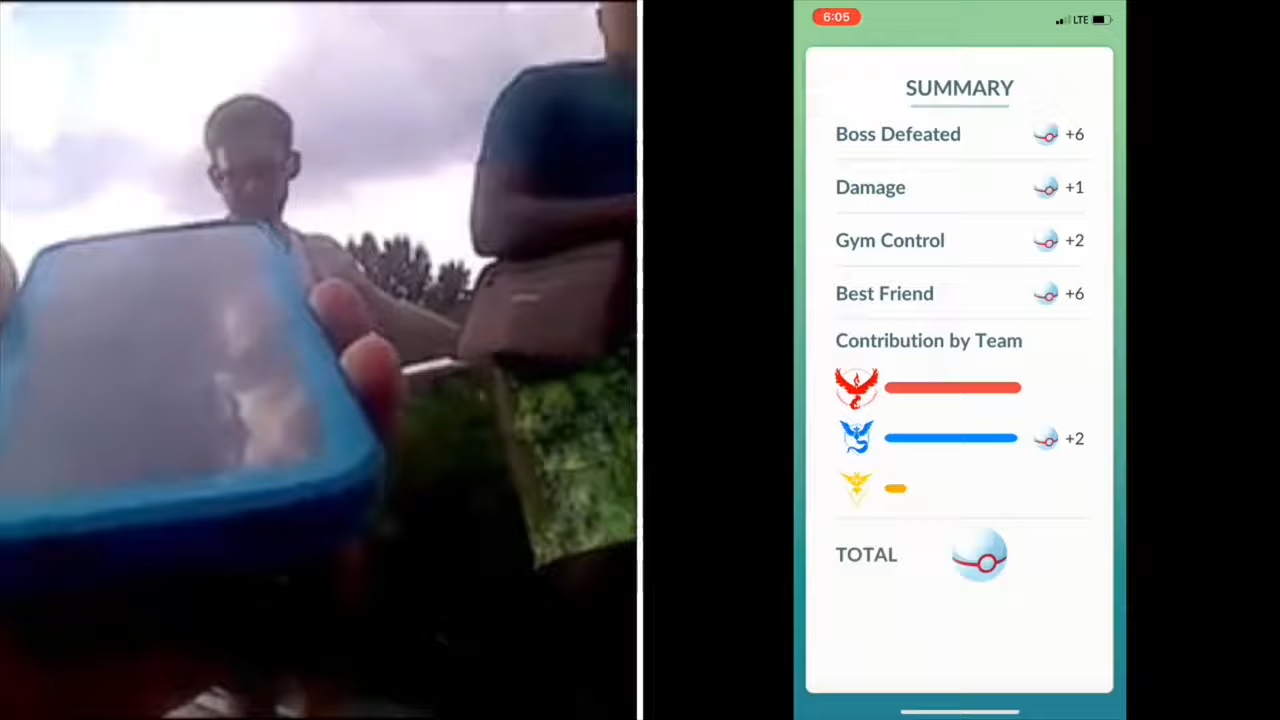 6:05
LTE
SUMMARY
Boss Defeated +6
Damage +1
Gym Control +2
Best Friend +6
Contribution by Team
+2
TOTAL